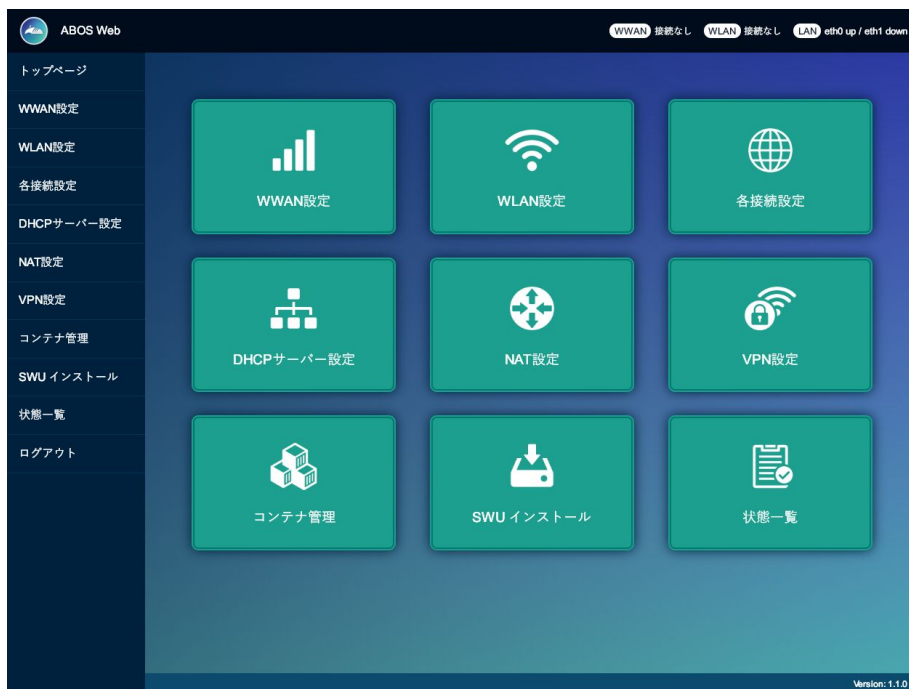 ABOS Web
WWAN 接続なし WLAN 接続なし LAN eth0 up / eth1 down
トップページ
WWAN設定
WLAN設定
各接続設定
DHCPサーバー設定
NAT設定
VPN設定
コンテナ管理
SWU インストール
状態一覧
ログアウト
WWAN設定
WLAN設定
各接続設定
DHCPサーバー設定
NAT設定
VPN設定
コンテナ管理
SWU インストール
状態一覧
Version: 1.1.0